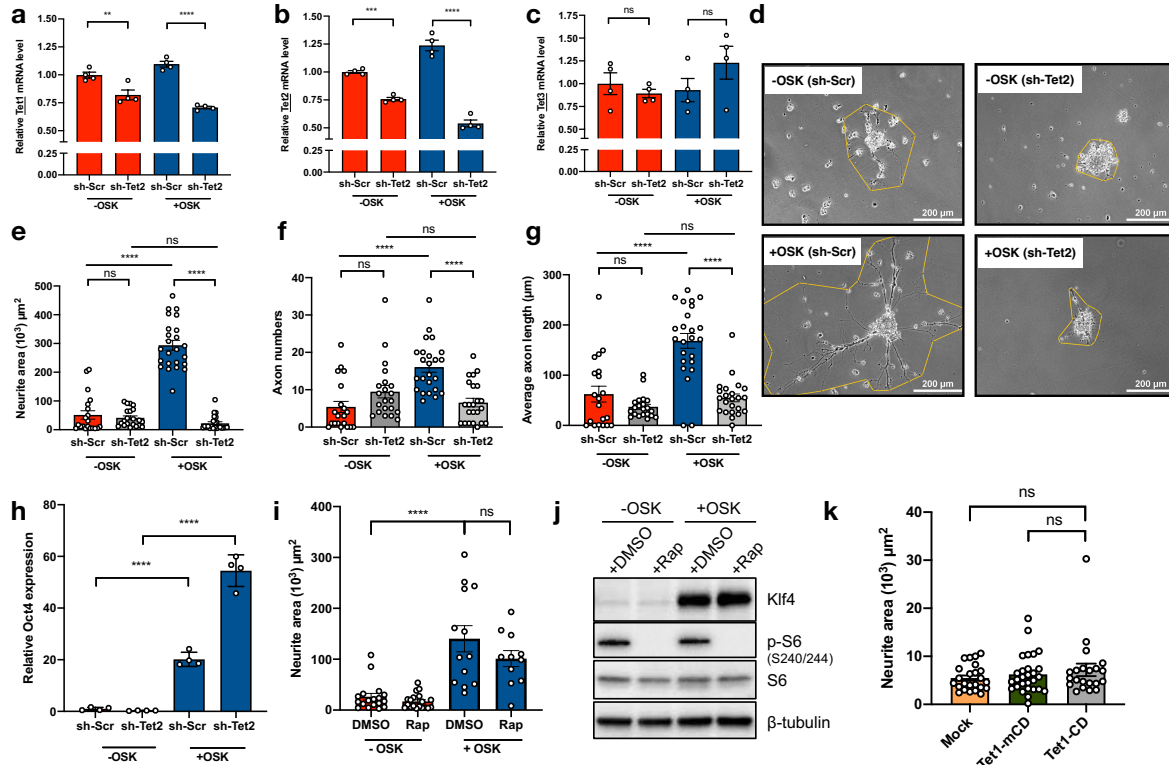 a
Relative Tet1 mRNA level
1.50
1.25
1.00
0.75
0.50
0.25
0.00
**
****
sh-Scr sh-Tet2 sh-Scr sh-Tet2
-OSK +OSK
b
Relative Tet2 mRNA level
1.50
1.25
1.00
0.75
0.50
0.25
0.00
***
****
sh-Scr sh-Tet2 sh-Scr sh-Tet2
-OSK +OSK
c
Relative Tet3 mRNA level
1.75
1.50
1.25
1.00
0.75
0.50
0.25
0.00
ns
ns
sh-Scr sh-Tet2 sh-Scr sh-Tet2
-OSK +OSK
d
-OSK (sh-Scr)
200 µm
-OSK (sh-Tet2)
200 µm
+OSK (sh-Scr)
200 µm
+OSK (sh-Tet2)
200 µm
e
Neurite area (10³) µm²
500
400
300
200
100
0
ns
****
ns
****
sh-Scr sh-Tet2 sh-Scr sh-Tet2
-OSK +OSK
f
Axon numbers
50
40
30
20
10
0
ns
****
ns
****
sh-Scr sh-Tet2 sh-Scr sh-Tet2
-OSK +OSK
g
Average axon length (µm)
400
300
200
100
0
ns
****
ns
****
sh-Scr sh-Tet2 sh-Scr sh-Tet2
-OSK +OSK
h
Relative Oct4 expression
80
60
40
20
0
****
****
sh-Scr sh-Tet2 sh-Scr sh-Tet2
-OSK +OSK
i
Neurite area (10³) µm²
400
300
200
100
0
****
ns
DMSO Rap DMSO Rap
- OSK + OSK
j
-OSK +OSK
+DMSO +Rap +DMSO +Rap
Klf4
p-S6
(S240/244)
S6
β-tubulin
k
Neurite area (10³) µm²
50
40
30
20
10
0
ns
ns
Mock Tet1-mCD Tet1-CD